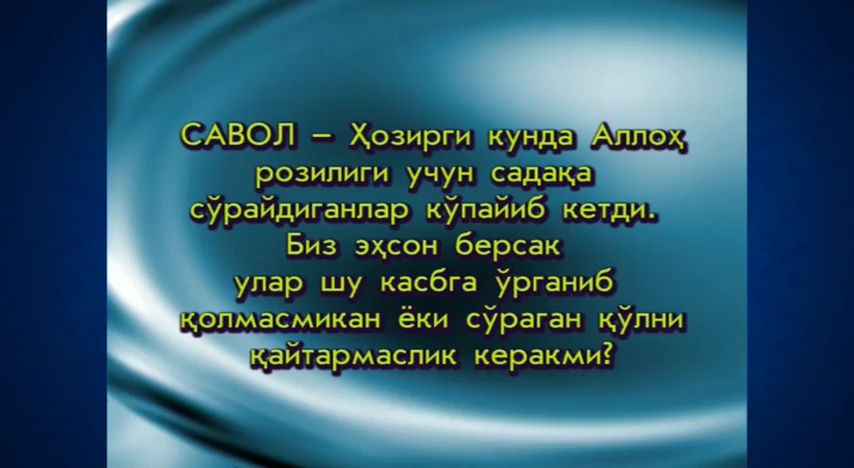 САВОЛ – Ҳозирги кунда Аллоҳ
розилиги учун садақа
сўрайдиганлар кўпайиб кетди.
Биз эҳсон берсак
улар шу касбга ўрганиб
қолмасмикан ёки сўраган қўлни
қайтармаслик керакми?